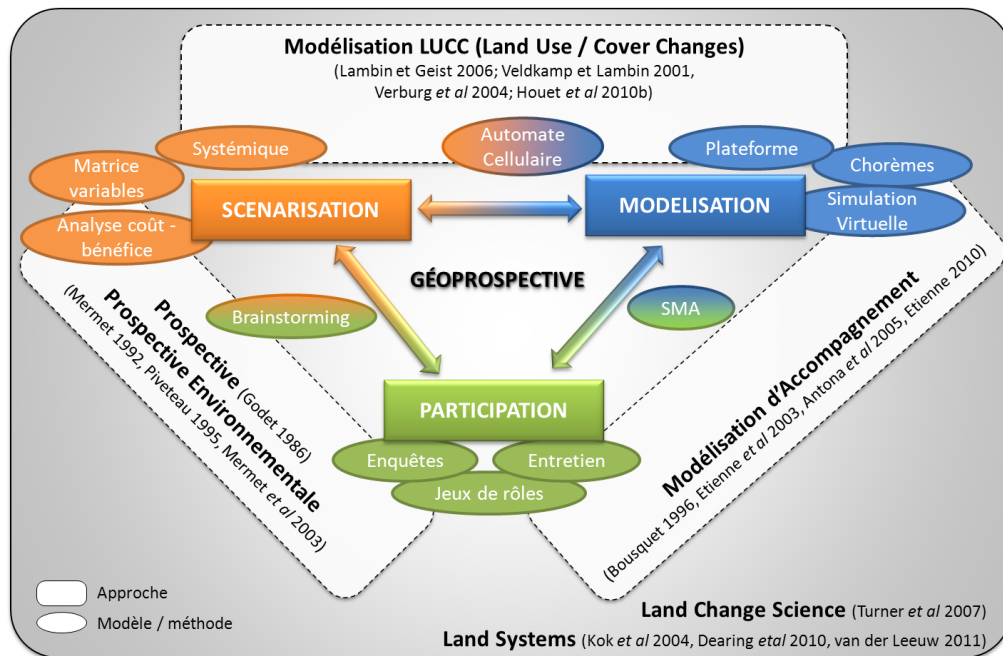 Modélisation LUCC (Land Use / Cover Changes)
(Lambin et Geist 2006; Veldkamp et Lambin 2001,
Verburg et al 2004; Houet et al 2010b)
Systémique
Automate
Cellulaire
Plateforme
Matrice
variables
Chorèmes
SCENARISATION
MODELISATION
Simulation
Virtuelle
Analyse coût -
bénéfice
GÉOPROSPECTIVE
Brainstorming
SMA
Prospective (Godet 1986)
Prospective Environnementale
(Mermet 1992, Piveteau 1995, Mermet et al 2003)
Modélisation d'Accompagnement
(Bousquet 1996, Etienne et al 2003, Antona et al 2005, Etienne 2010)
PARTICIPATION
Enquêtes
Entretien
Jeux de rôles
Approche
Modèle / méthode
Land Change Science (Turner et al 2007)
Land Systems (Kok et al 2004, Dearing etal 2010, van der Leeuw 2011)